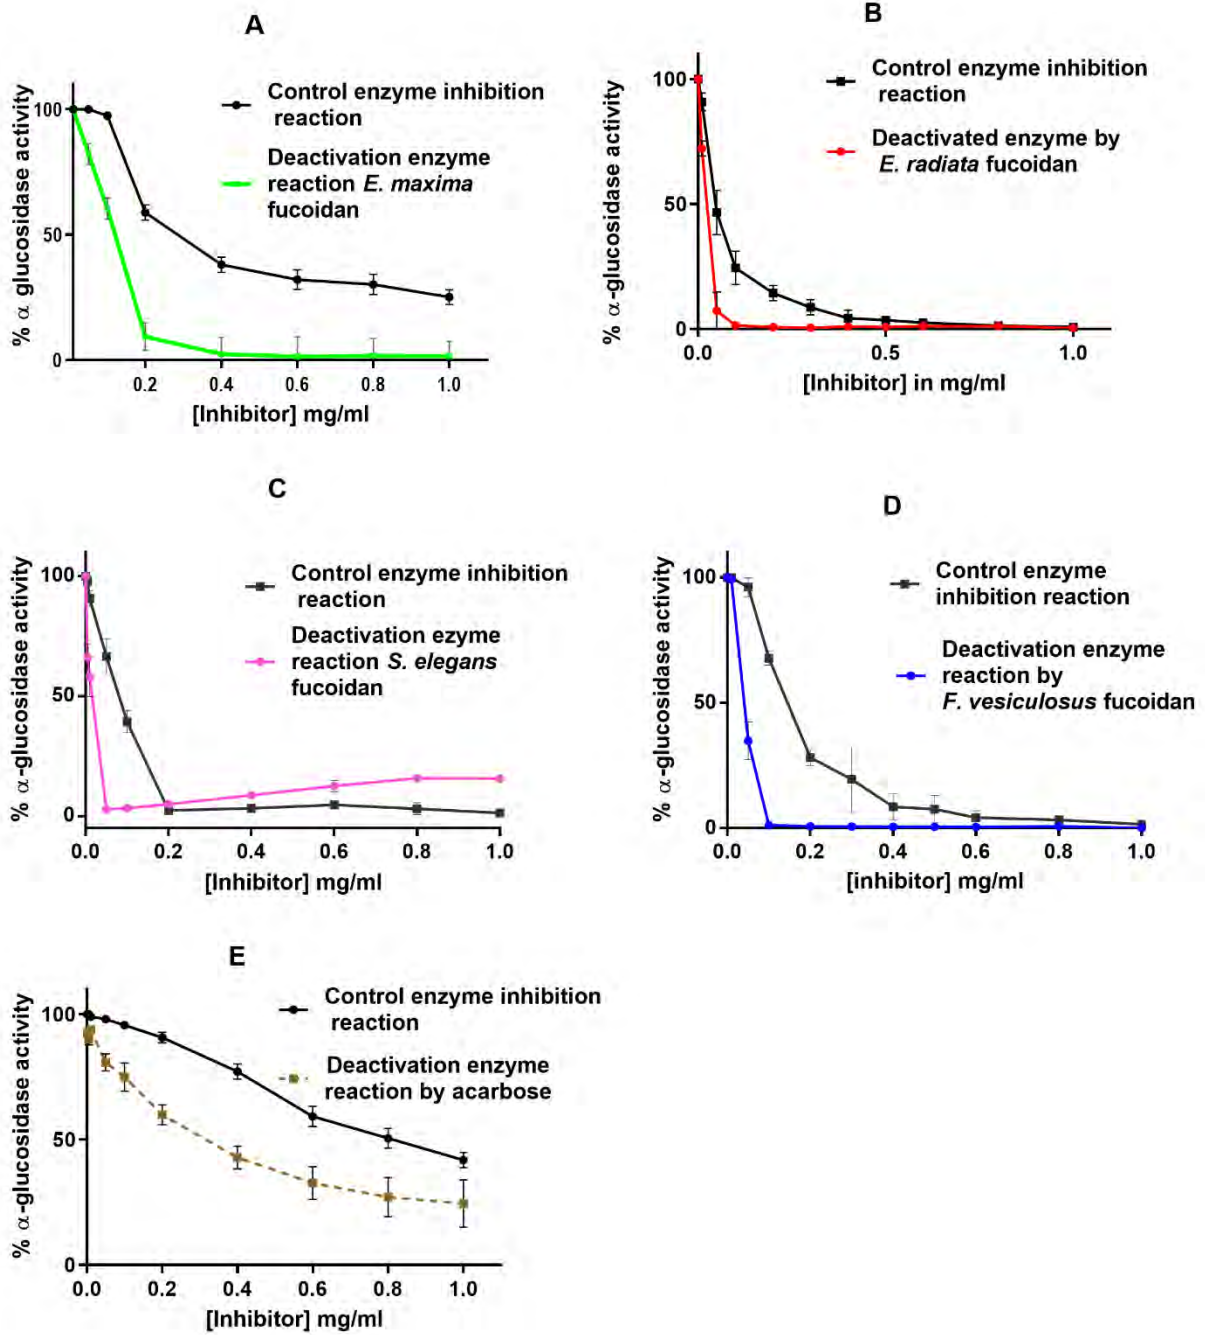 A
% α glucosidase activity
100
50
0
0.2
0.4
0.6
0.8
1.0
[Inhibitor] mg/ml
Control enzyme inhibition
reaction
Deactivation enzyme
reaction E. maxima
fucoidan
B
% α-glucosidase activity
100
50
0
0.0
0.5
1.0
[Inhibitor] in mg/ml
Control enzyme inhibition
reaction
Deactivated enzyme by
E. radiata fucoidan
C
% α-glucosidase activity
100
50
0
0.0
0.2
0.4
0.6
0.8
1.0
[Inhibitor] mg/ml
Control enzyme inhibition
reaction
Deactivation ezyme
reaction S. elegans
fucoidan
D
% α-glucosidase activity
100
50
0
0.0
0.2
0.4
0.6
0.8
1.0
[inhibitor] mg/ml
Control enzyme
inhibition reaction
Deactivation enzyme
reaction by
F. vesiculosus fucoidan
E
% α-glucosidase activity
100
50
0
0.0
0.2
0.4
0.6
0.8
1.0
[Inhibitor] mg/ml
Control enzyme inhibition
reaction
Deactivation enzyme
reaction by acarbose